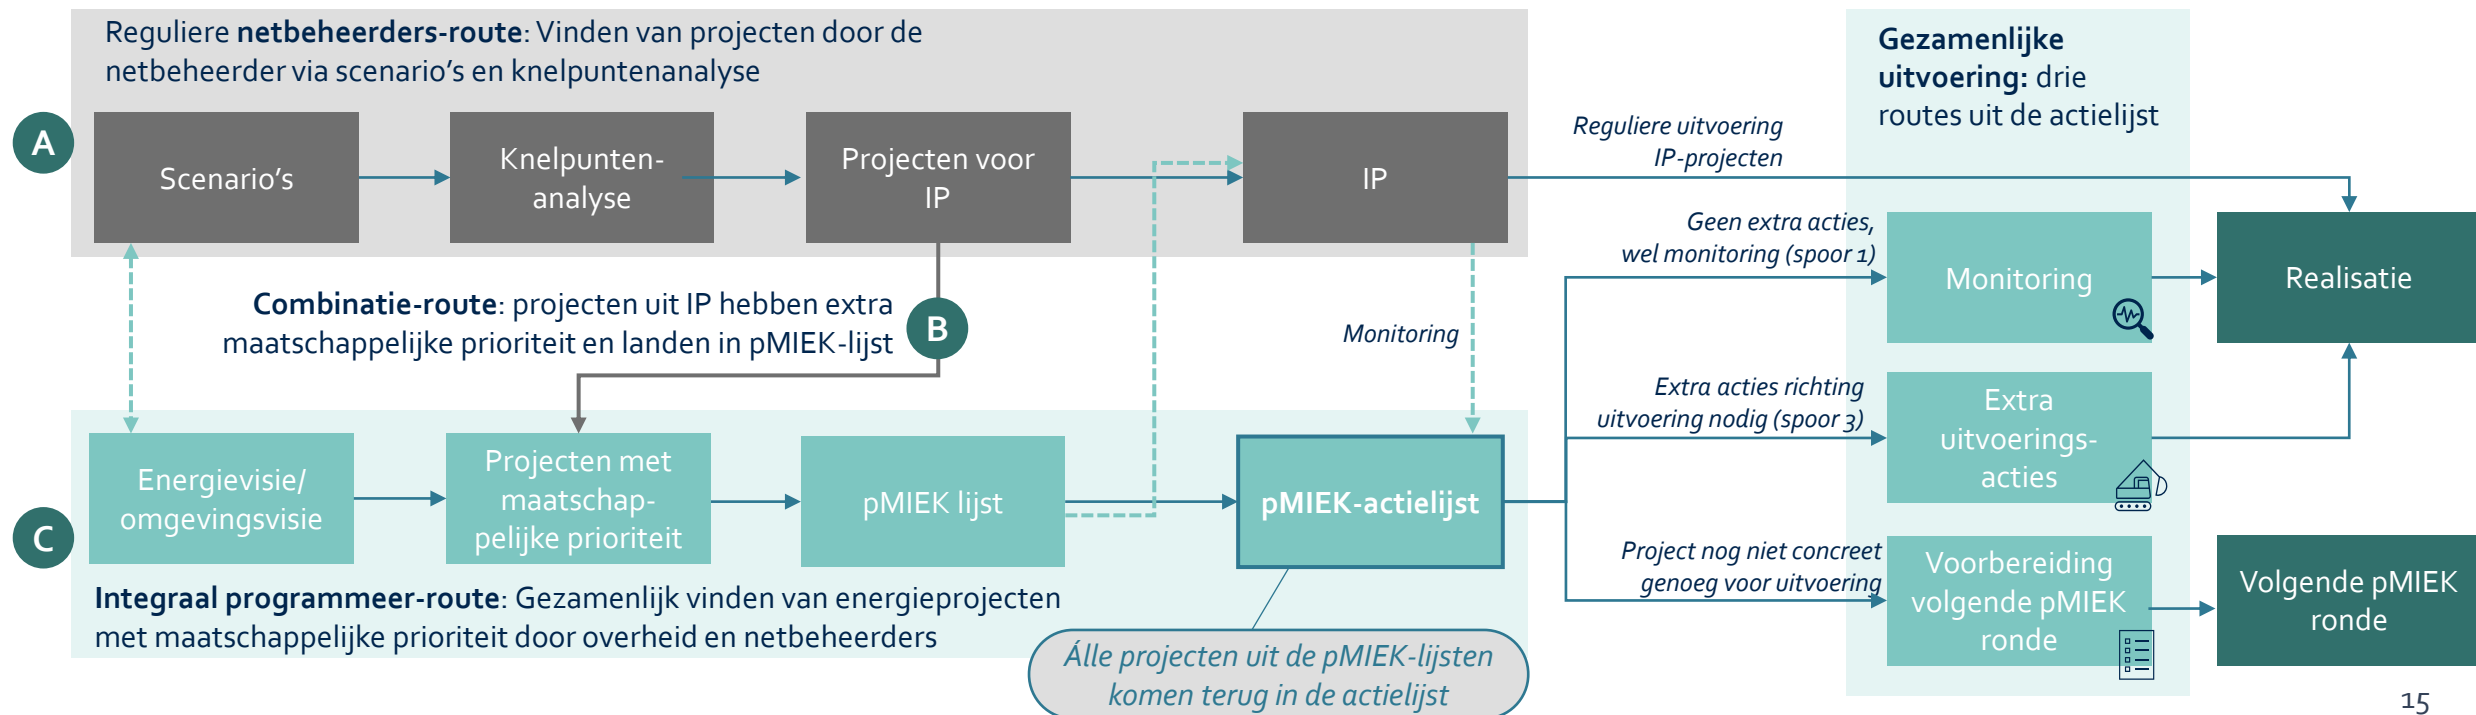 Reguliere netbeheerders-route: Vinden van projecten door de
netbeheerder via scenario's en knelpuntenanalyse
A
Scenario's
Knelpunten-
analyse
Projecten voor
IP
IP
Reguliere uitvoering
IP-projecten
Gezamenlijke
uitvoering: drie
routes uit de actielijst
Geen extra acties,
wel monitoring (spoor 1)
Monitoring
Realisatie
Combinatie-route: projecten uit IP hebben extra
maatschappelijke prioriteit en landen in pMIEK-lijst
B
Monitoring
Extra acties richting
uitvoering nodig (spoor 3)
Extra
uitvoerings-
acties
C
Energievisie/
omgevingsvisie
Projecten met
maatschap-
pelijke prioriteit
pMIEK lijst
pMIEK-actielijst
Project nog niet concreet
genoeg voor uitvoering
Voorbereiding
volgende pMIEK
ronde
Volgende pMIEK
ronde
Integraal programmeer-route: Gezamenlijk vinden van energieprojecten
met maatschappelijke prioriteit door overheid en netbeheerders
Álle projecten uit de pMIEK-lijsten
komen terug in de actielijst
15